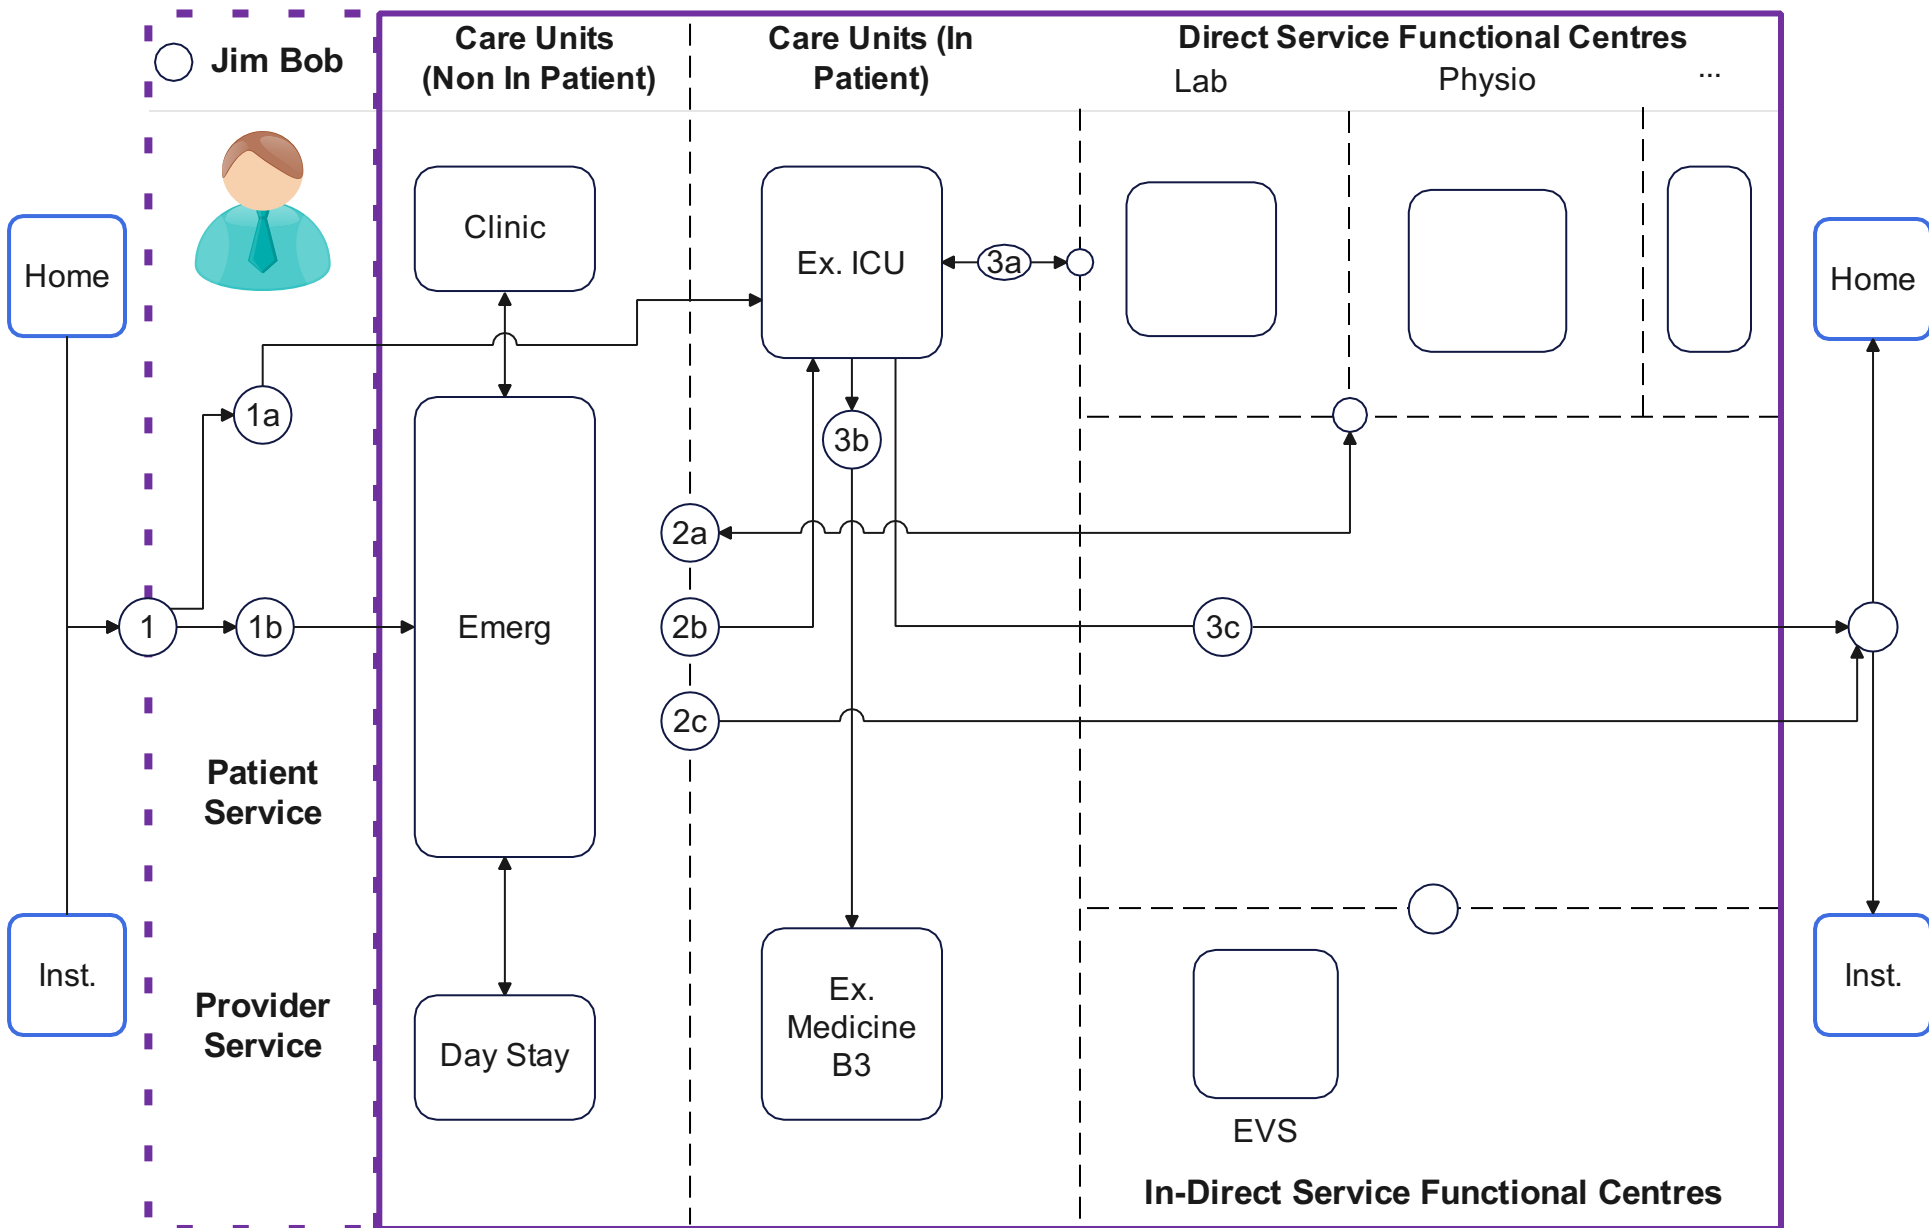 Jim Bob
Care Units
(Non In Patient)
Care Units (In
Patient)
Direct Service Functional Centres
Lab
Physio
...
Home
Clinic
Ex. ICU
3a
Home
1a
3b
2a
1
1b
Emerg
2b
3c
2c
Patient
Service
Inst.
Provider
Service
Day Stay
Ex.
Medicine
B3
Inst.
EVS
In-Direct Service Functional Centres